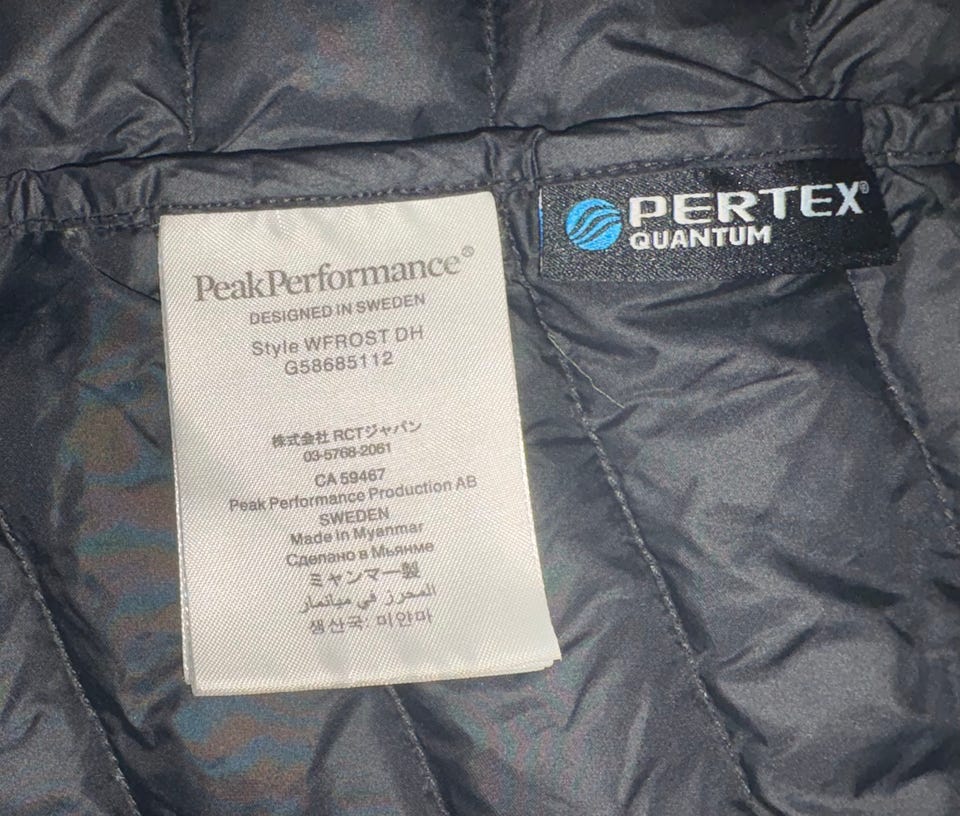 PeakPerformance®
DESIGNED IN SWEDEN
Style WFROST DH
G58685112
株式会社 RCTジャパン
03-5768-2061
CA 59467
Peak Performance Production AB
SWEDEN
Made in Myanmar
Сделано в Мьянме
ミャンマー製
المحرز في ميانمار
생산국: 미얀마
PERTEX®
QUANTUM